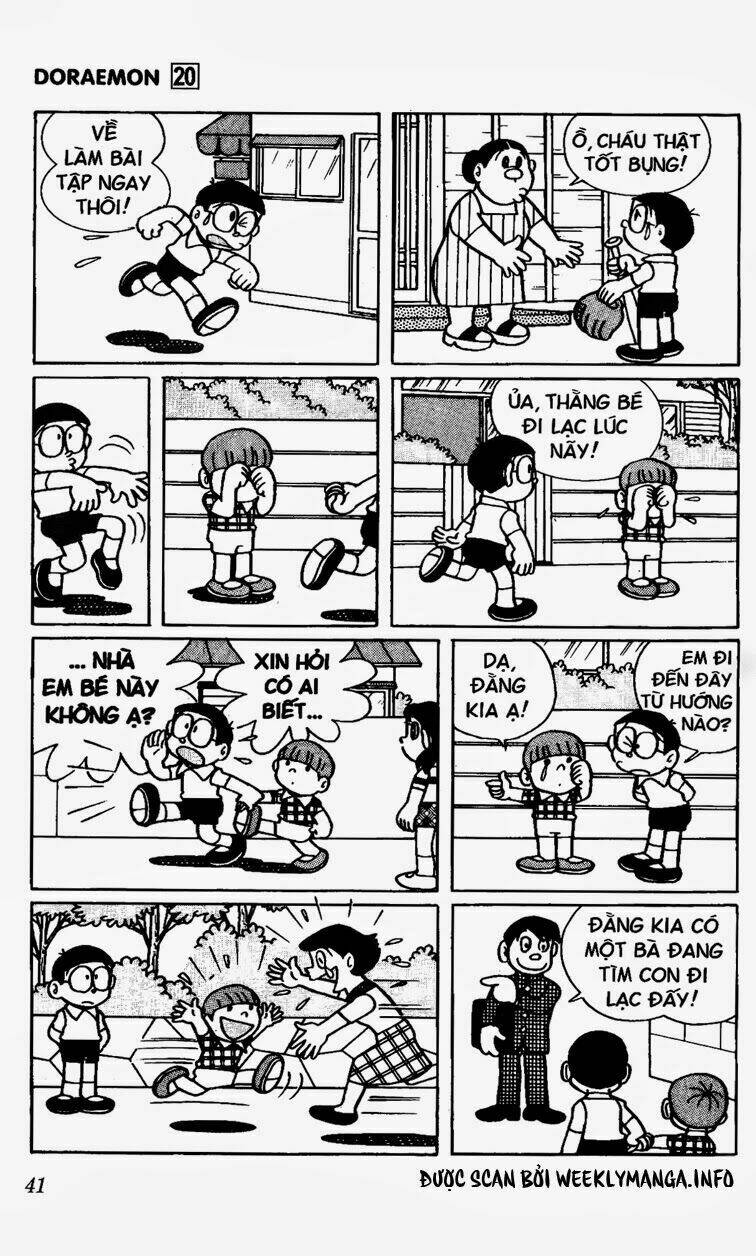 DORAEMON 20
Ồ, CHÁU THẬT
TỐT BỤNG!
VỀ
LÀM BÀI
TẬP NGAY
THÔI!
ỦA, THẰNG BÉ
ĐI LẠC LÚC
NÃY!
EM ĐI
ĐẾN ĐÂY
TỪ HƯỚNG
NÀO?
DẠ,
ĐẰNG
KIA Ạ!
XIN HỎI
CÓ AI
BIẾT...
... NHÀ
EM BÉ NÀY
KHÔNG Ạ?
ĐẰNG KIA CÓ
MỘT BÀ ĐANG
TÌM CON ĐI
LẠC ĐẤY!
41
ĐƯỢC SCAN BỞI WEEKLYMANGA.INFO